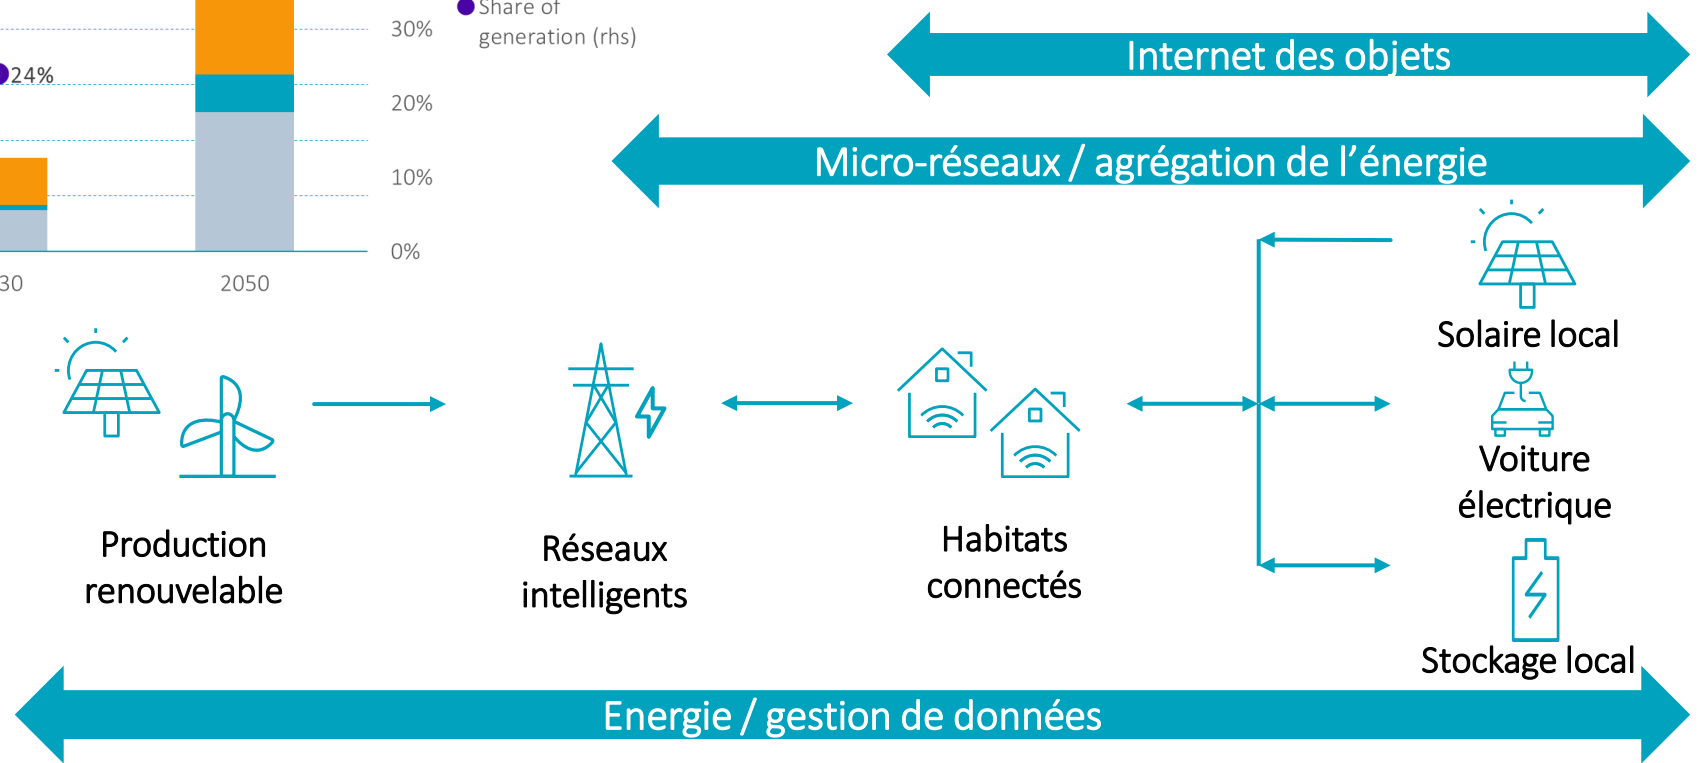 Share of
generation (rhs)
30%
24%
20%
10%
0%
30
2050
Internet des objets
Micro-réseaux / agrégation de l’énergie
Solaire local
Voiture
électrique
Stockage local
Production
renouvelable
Réseaux
intelligents
Habitats
connectés
Energie / gestion de données